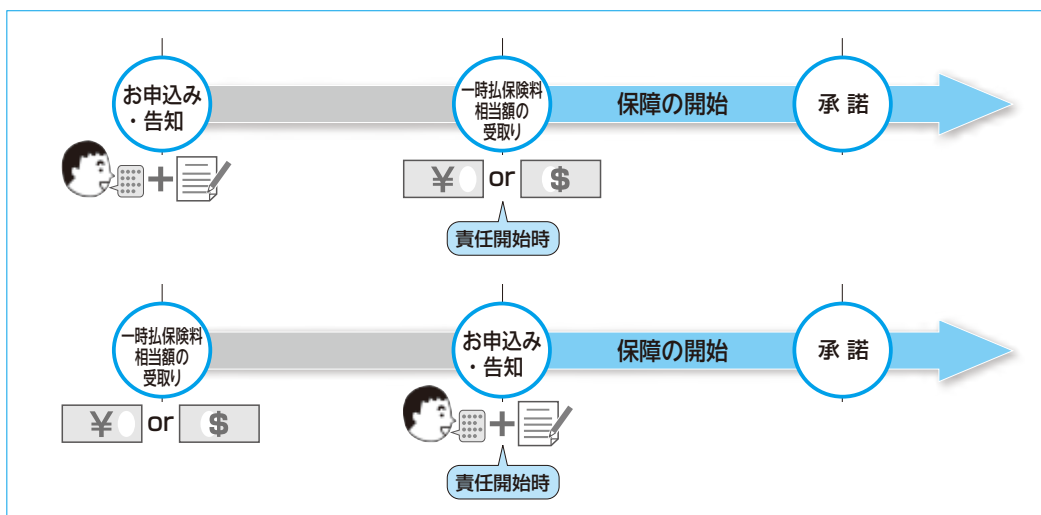 お申込み
・告知
一時払保険料
相当額の
受取り
保障の開始
承諾
¥ or $
責任開始時
一時払保険料
相当額の
受取り
お申込み
・告知
保障の開始
承諾
¥ or $
責任開始時